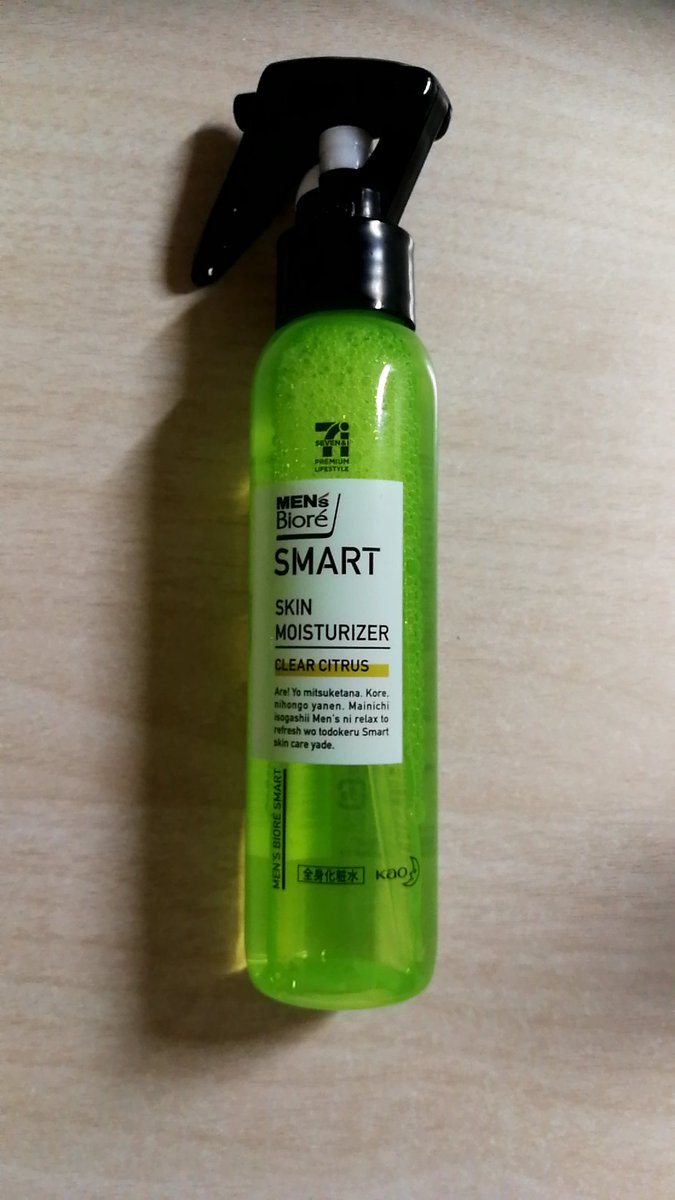 7i
SEVEN&I
PREMIUM
LIFESTYLE
MEN's
Bioré
SMART
SKIN
MOISTURIZER
CLEAR CITRUS
Are! Yo mitsuketana. Kore,
nihongo yanen. Mainichi
isogashii Men's ni relax to
refresh wo todokeru Smart
skin care yade.
MEN'S BIORÉ SMART
全身化粧水
Kao